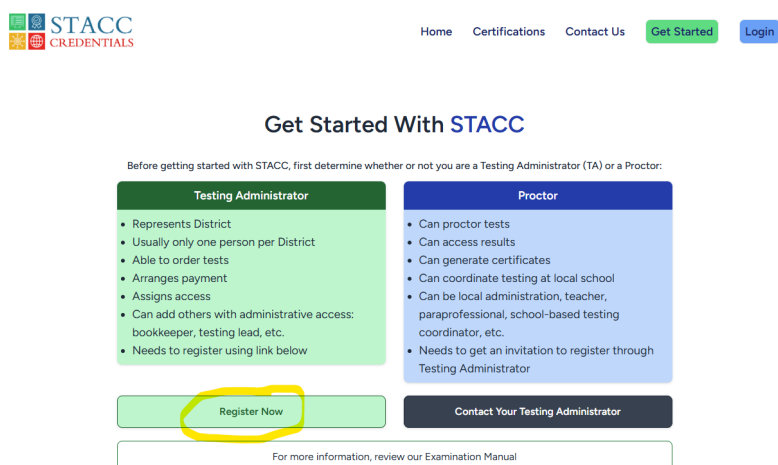 STACC
CREDENTIALS
Home
Certifications
Contact Us
Get Started
Login
Get Started With STACC
Before getting started with STACC, first determine whether or not you are a Testing Administrator (TA) or a Proctor:
Testing Administrator
• Represents District
• Usually only one person per District
• Able to order tests
• Arranges payment
• Assigns access
• Can add others with administrative access:
bookkeeper, testing lead, etc.
• Needs to register using link below
Register Now
Proctor
• Can proctor tests
• Can access results
• Can generate certificates
• Can coordinate testing at local school
• Can be local administration, teacher,
paraprofessional, school-based testing
coordinator, etc.
• Needs to get an invitation to register through
Testing Administrator
Contact Your Testing Administrator
For more information, review our Examination Manual